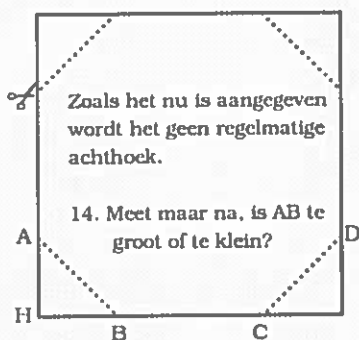 Zoals het nu is aangegeven
wordt het geen regelmatige
achthoek.
14. Meet maar na, is AB te
groot of te klein?
A
D
H
B
C